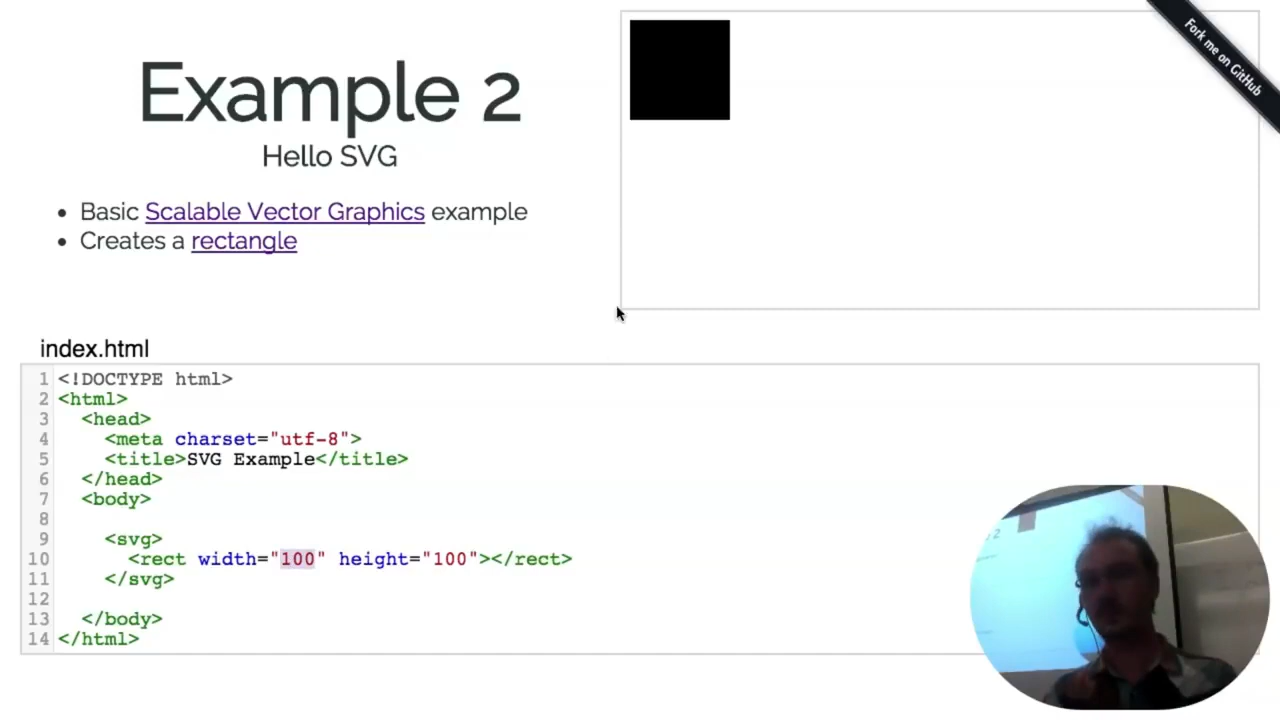 Example 2
Hello SVG
• Basic Scalable Vector Graphics example
• Creates a rectangle
Fork me on GitHub
index.html
1 <!DOCTYPE html>
2 <html>
3   <head>
4     <meta charset="utf-8">
5     <title>SVG Example</title>
6   </head>
7   <body>
8
9     <svg>
10       <rect width="100" height="100"></rect>
11     </svg>
12
13   </body>
14 </html>